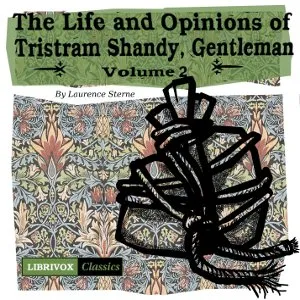 The Life and Opinions of
Tristram Shandy, Gentleman
Volume 2
By Laurence Sterne
LIBRIVOX Classics